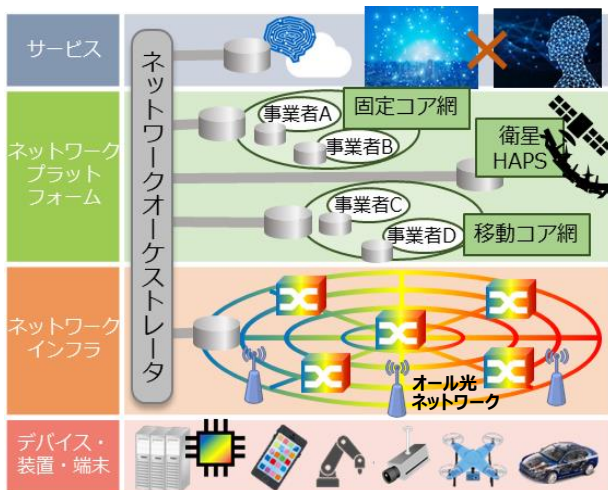 サービス
ネットワーク
プラット
フォーム
ネットワーク
インフラ
デバイス・
装置・端末
ネットワークオーケストレータ
事業者A
固定コア網
事業者B
衛星
HAPS
事業者C
事業者D
移動コア網
オール光
ネットワーク